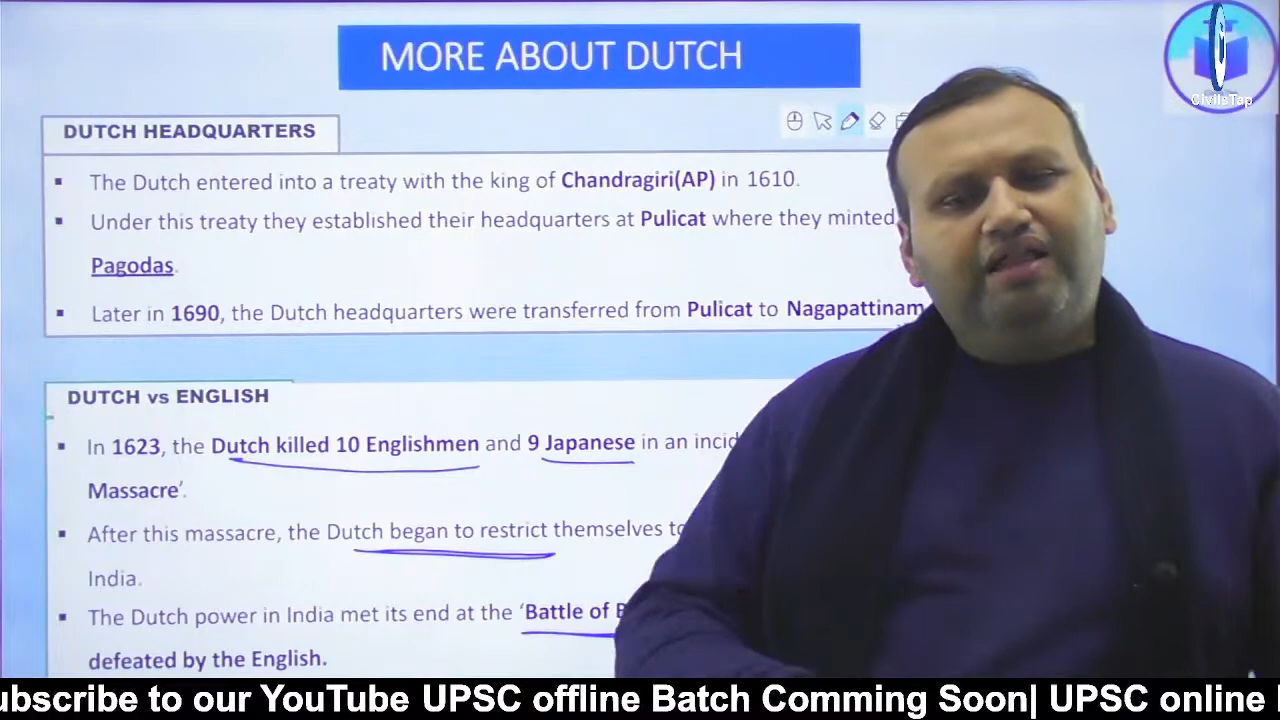 MORE ABOUT DUTCH
CivilsTap
DUTCH HEADQUARTERS
▪ The Dutch entered into a treaty with the king of Chandragiri(AP) in 1610.
▪ Under this treaty they established their headquarters at Pulicat where they minted
Pagodas.
▪ Later in 1690, the Dutch headquarters were transferred from Pulicat to Nagapattinam
DUTCH vs ENGLISH
▪ In 1623, the Dutch killed 10 Englishmen and 9 Japanese in an
Massacre’.
▪ After this massacre, the Dutch began to restrict themselves
India.
▪ The Dutch power in India met its end at the ‘Battle of
defeated by the English.
ubscribe to our YouTube UPSC offline Batch Comming Soon| UPSC online